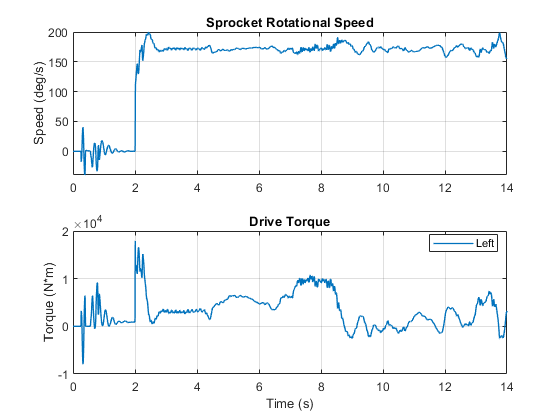 Sprocket Rotational Speed
Speed (deg/s)
200
150
100
50
0
0 2 4 6 8 10 12 14
Drive Torque
×10^4
Torque (N*m)
2
1
0
-1
Left
0 2 4 6 8 10 12 14
Time (s)